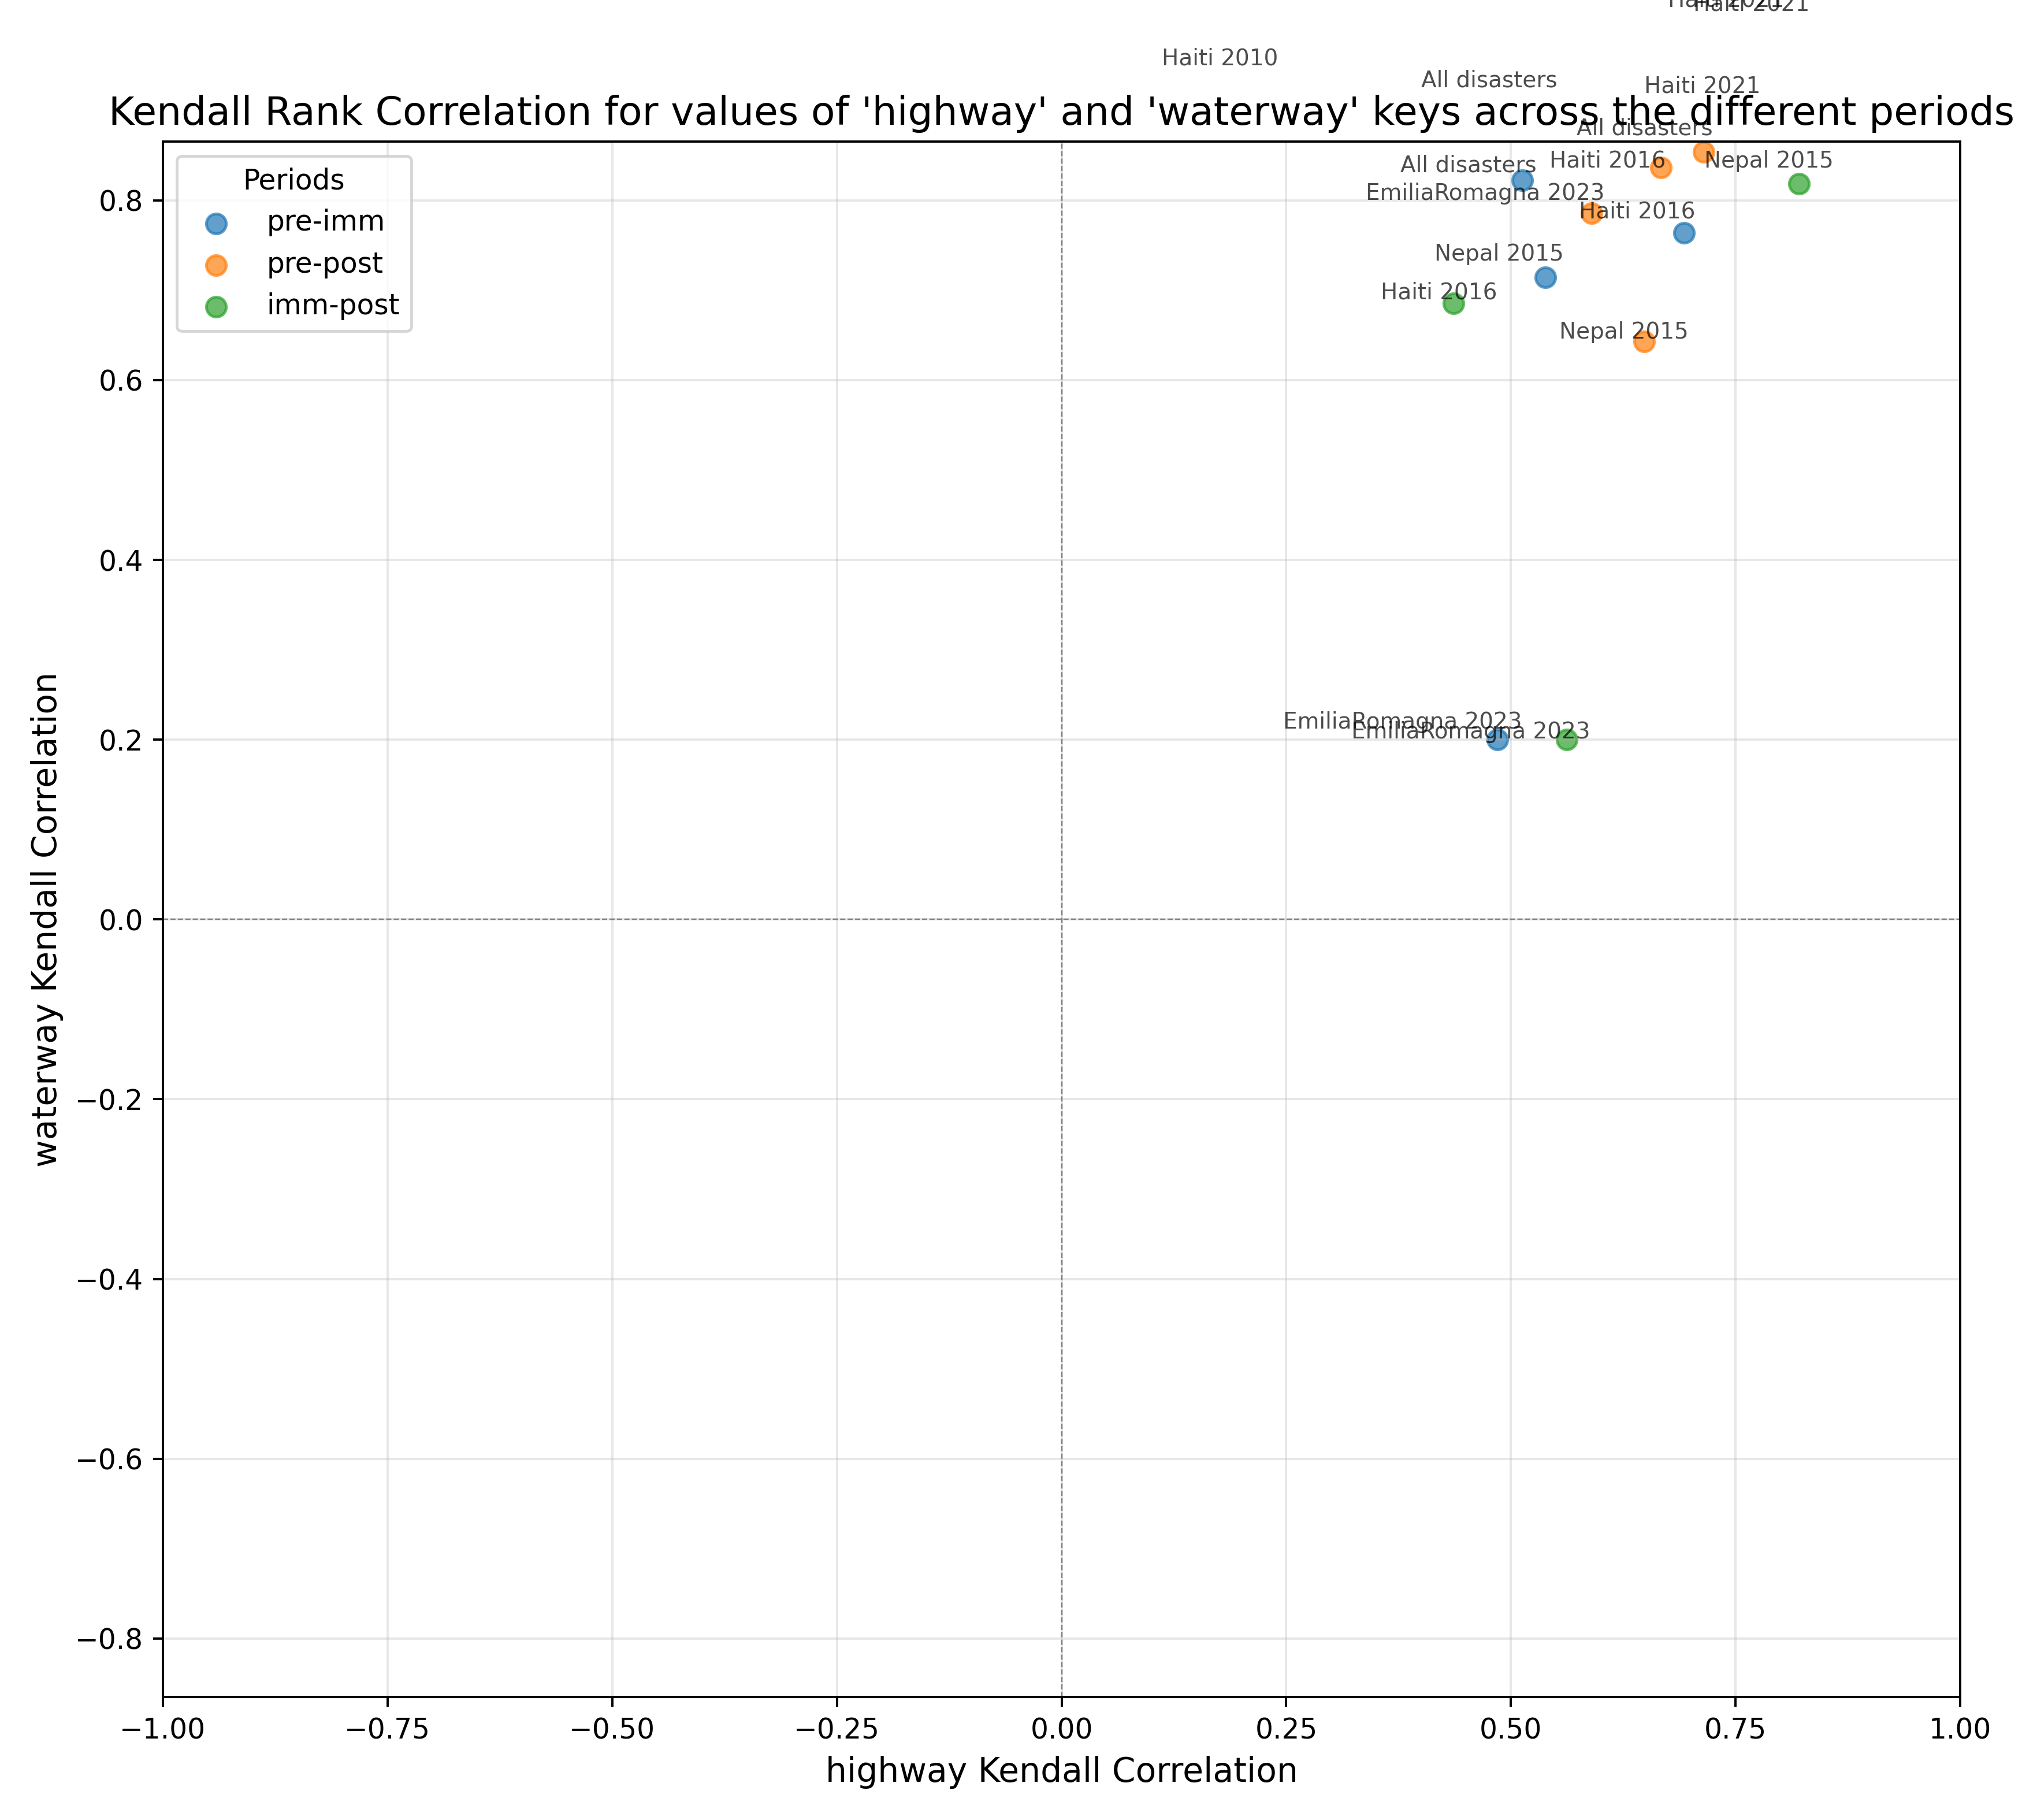 Haiti 2021
Haiti 2010
All disasters
Haiti 2021
Kendall Rank Correlation for values of 'highway' and 'waterway' keys across the different periods
All disasters
Periods
pre-imm
pre-post
imm-post
All disasters
Haiti 2016
Nepal 2015
EmiliaRomagna 2023
Haiti 2016
Nepal 2015
Haiti 2016
Nepal 2015
EmiliaRomagna 2023
EmiliaRomagna 2023
0.8
0.6
0.4
0.2
0.0
−0.2
−0.4
−0.6
−0.8
waterway Kendall Correlation
−1.00
−0.75
−0.50
−0.25
0.00
0.25
0.50
0.75
1.00
highway Kendall Correlation